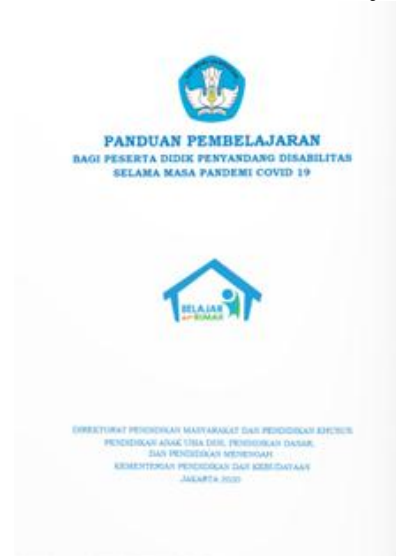 PANDUAN PEMBELAJARAN
BAGI PESERTA DIDIK PENYANDANG DISABILITAS
SELAMA MASA PANDEMI COVID 19
BELAJAR
RUMAH
DIREKTORAT PENDIDIKAN MASYARAKAT DAN PENDIDIKAN KHUSUS
PENDIDIKAN ANAK USIA DINI, PENDIDIKAN DASAR,
DAN PENDIDIKAN MENENGAH
KEMENTERIAN PENDIDIKAN DAN KEBUDAYAAN
JAKARTA 2020